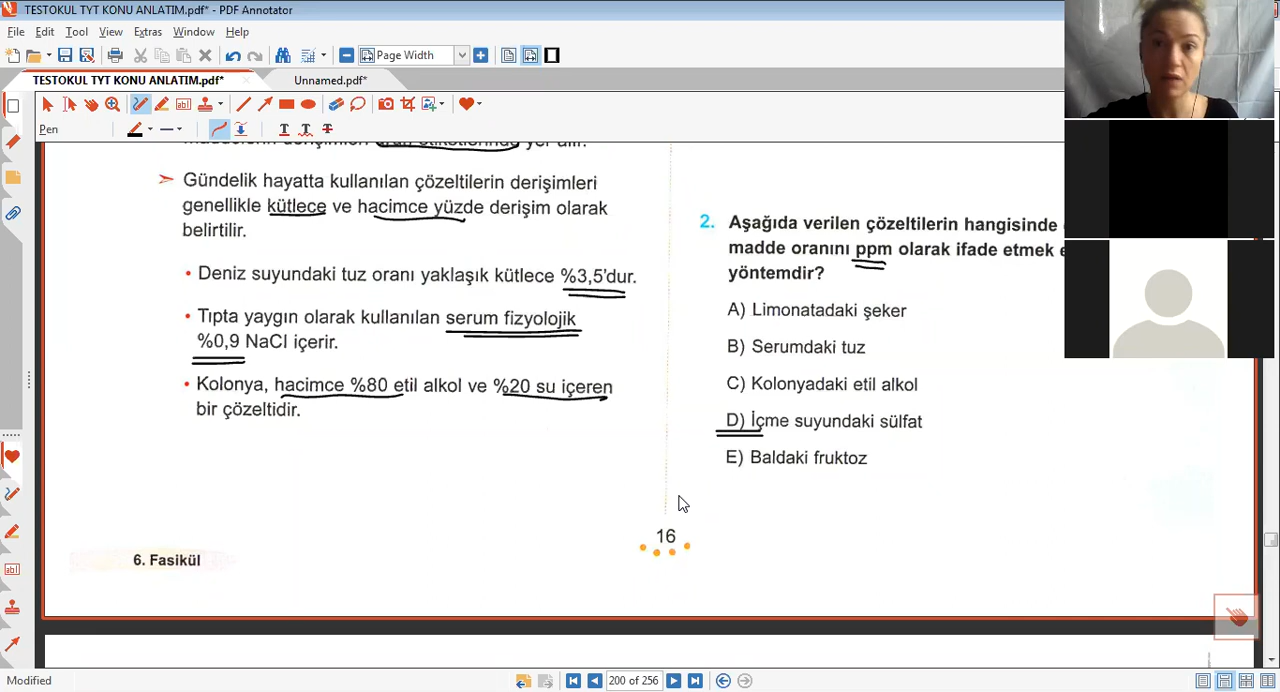 TESTOKUL TYT KONU ANLATIM.pdf* - PDF Annotator
File Edit Tool View Extras Window Help
Page Width
TESTOKUL TYT KONU ANLATIM.pdf* Unnamed.pdf*
Pen
Gündelik hayatta kullanılan çözeltilerin derişimleri
genellikle kütlece ve hacimce yüzde derişim olarak
belirtilir.
• Deniz suyundaki tuz oranı yaklaşık kütlece %3,5'dur.
• Tıpta yaygın olarak kullanılan serum fizyolojik
%0,9 NaCl içerir.
• Kolonya, hacimce %80 etil alkol ve %20 su içeren
bir çözeltidir.
6. Fasikül
16
2. Aşağıda verilen çözeltilerin hangisinde
madde oranını ppm olarak ifade etmek
yöntemdir?
A) Limonatadaki şeker
B) Serumdaki tuz
C) Kolonyadaki etil alkol
D) İçme suyundaki sülfat
E) Baldaki fruktoz
Modified
200 of 256